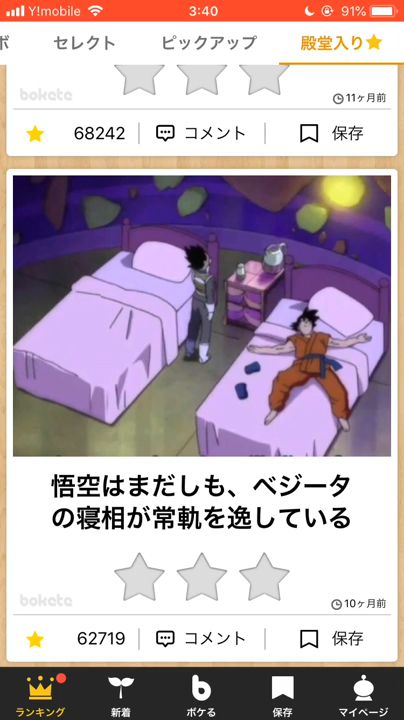 Y!mobile 3:40 91%
ボ セレクト ピックアップ 殿堂入り
bokete 11ヶ月前
68242 コメント 保存
悟空はまだしも、ベジータ
の寝相が常軌を逸している
bokete 10ヶ月前
62719 コメント 保存
ランキング 新着 ボケる 保存 マイページ